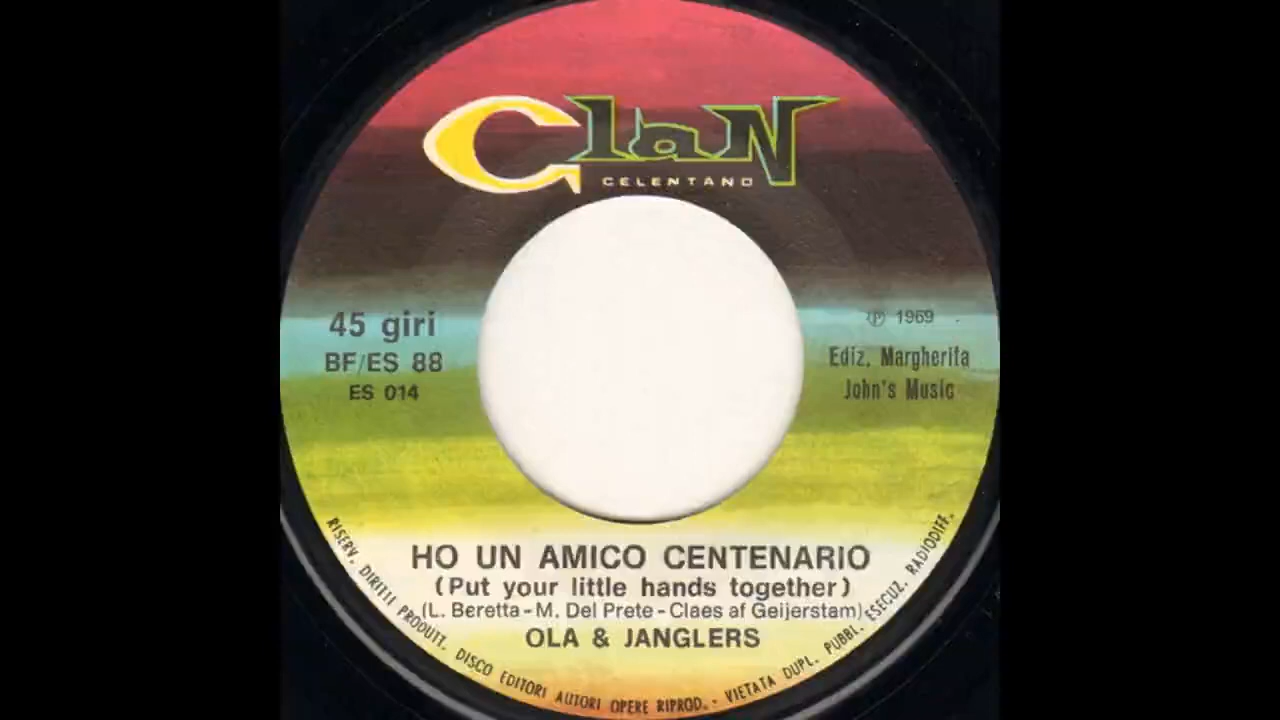 Clan
CELENTANO
45 giri
BF/ES 88
ES 014
℗ 1969
Ediz. Margherita
John's Music
HO UN AMICO CENTENARIO
(Put your little hands together)
(L. Beretta - M. Del Prete - Claes af Geijerstam)
OLA & JANGLERS
RISERV. DIRITII PRODUTT. DISCO EDITORI AUTORI OPERE RIPROD. - VIETATA DUPL. PUBBL. ESECUZ. RADIODIFF.